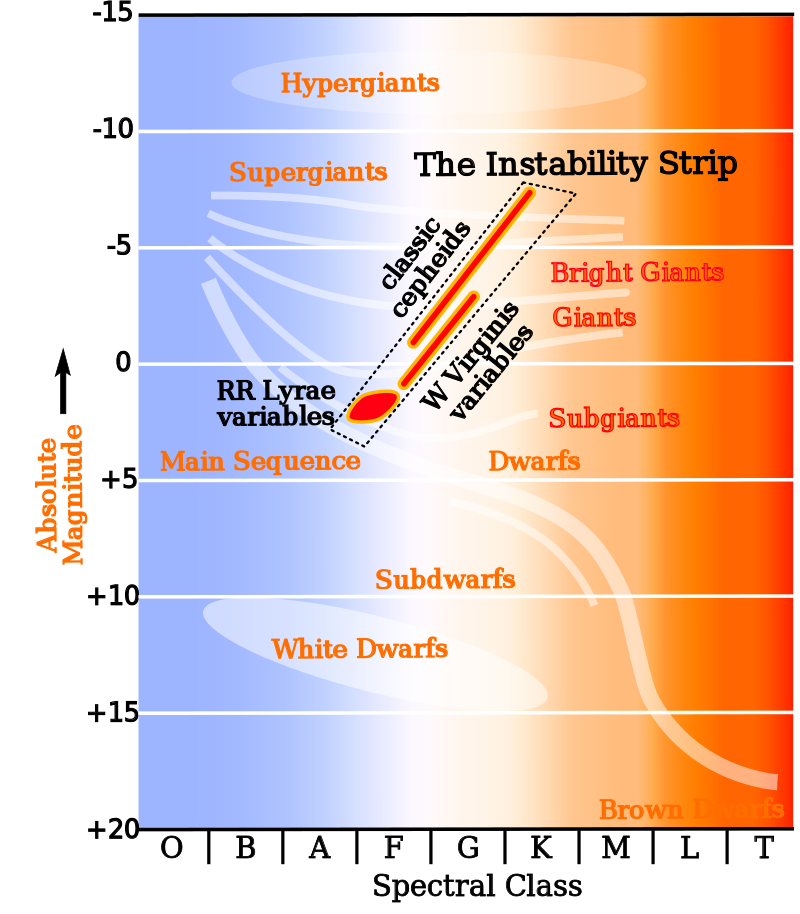 -15
Hypergiants
-10
The Instability Strip
Supergiants
classic
cepheids
-5
Bright Giants
Giants
W Virginis
variables
0
RR Lyrae
variables
Subgiants
Absolute
Magnitude
Main Sequence
Dwarfs
+5
Subdwarfs
+10
White Dwarfs
+15
Brown Dwarfs
+20
O B A F G K M L T
Spectral Class